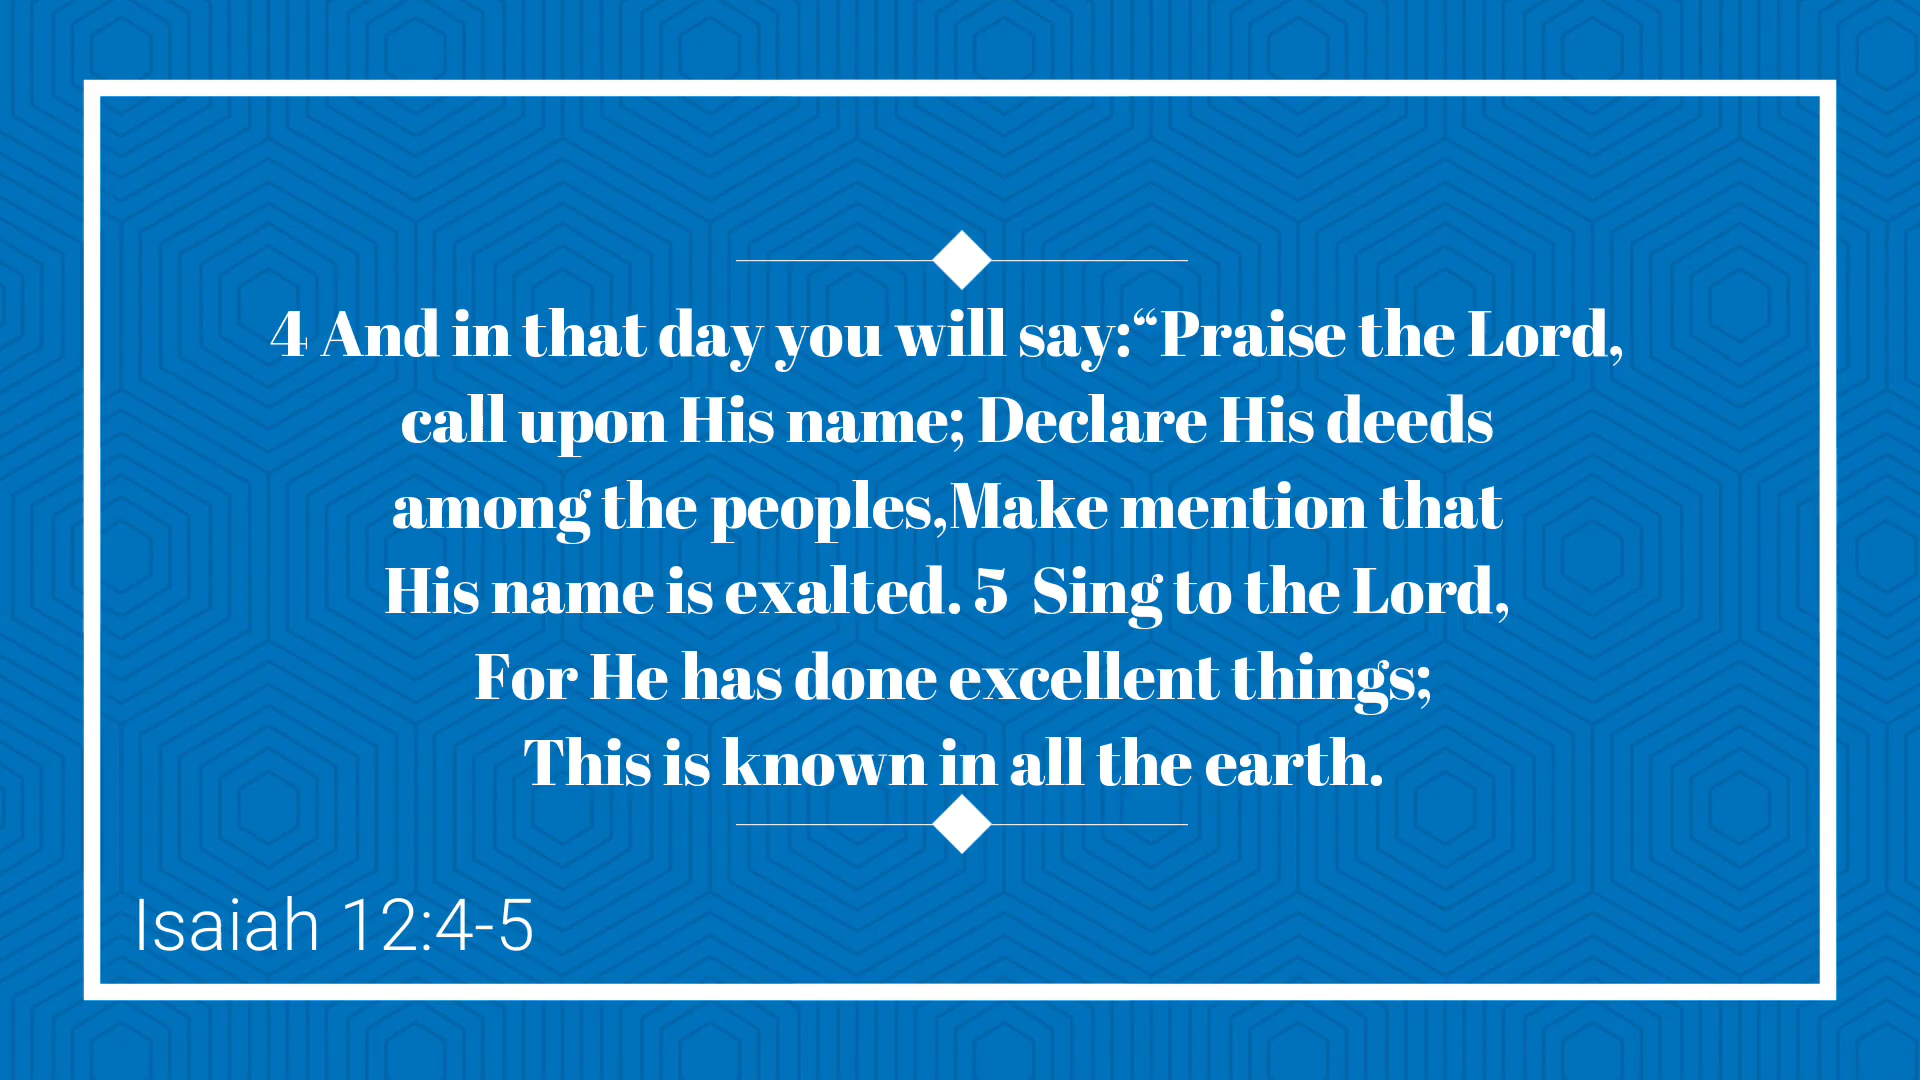 4 And in that day you will say:“Praise the Lord,
call upon His name; Declare His deeds
among the peoples,Make mention that
His name is exalted. 5  Sing to the Lord,
For He has done excellent things;
This is known in all the earth.
Isaiah 12:4-5